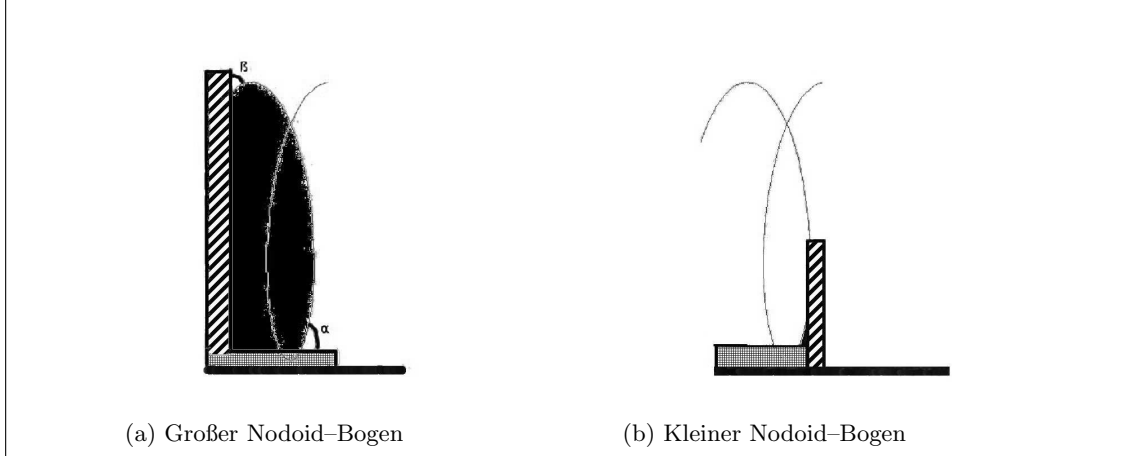 ß
α
(a) Großer Nodoid–Bogen
(b) Kleiner Nodoid–Bogen